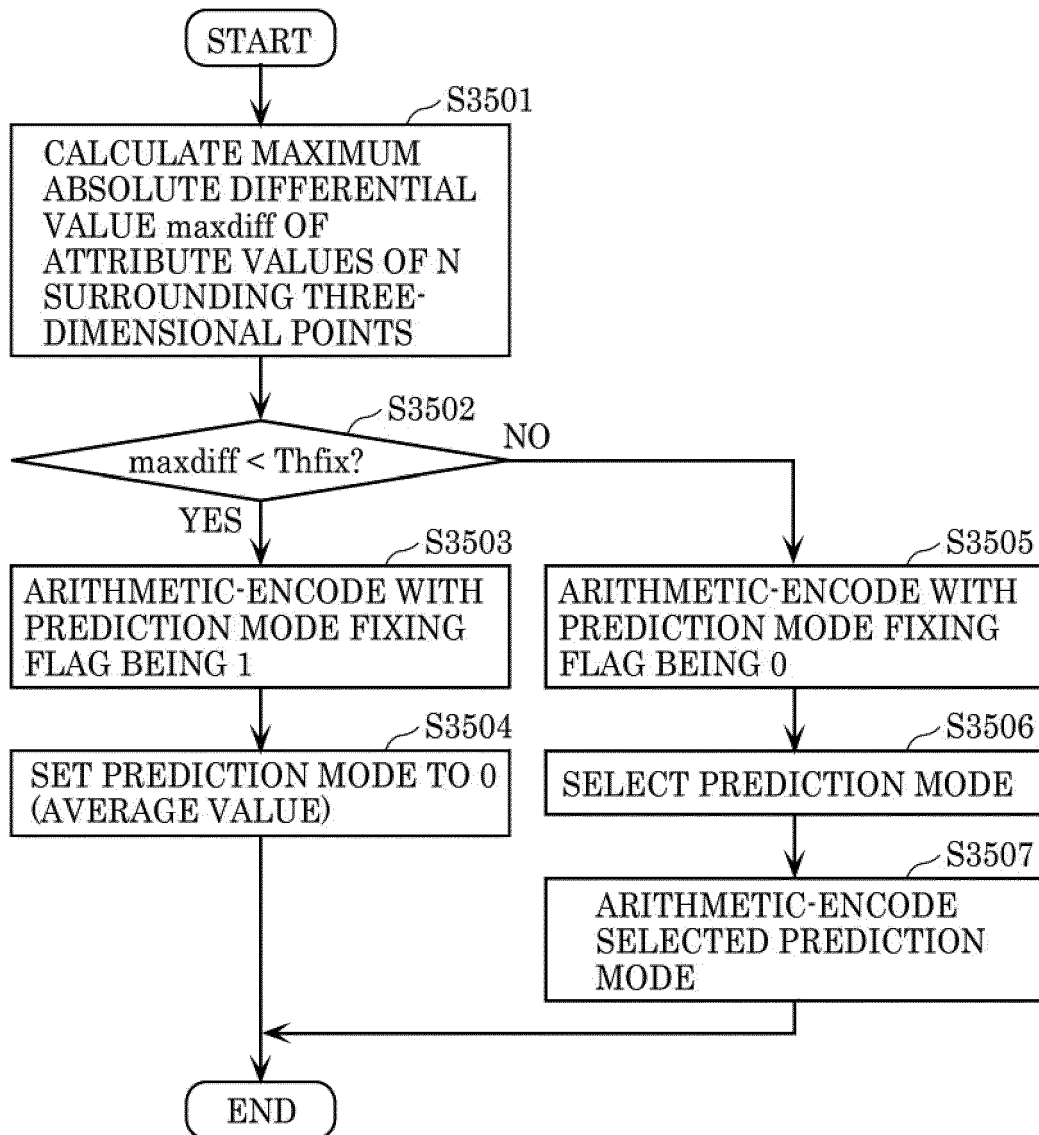 START
S3501
CALCULATE MAXIMUM
ABSOLUTE DIFFERENTIAL
VALUE maxdiff OF
ATTRIBUTE VALUES OF N
SURROUNDING THREE-
DIMENSIONAL POINTS
S3502
maxdiff < Thfix?
NO
YES
S3503
ARITHMETIC-ENCODE WITH
PREDICTION MODE FIXING
FLAG BEING 1
S3504
SET PREDICTION MODE TO 0
(AVERAGE VALUE)
S3505
ARITHMETIC-ENCODE WITH
PREDICTION MODE FIXING
FLAG BEING 0
S3506
SELECT PREDICTION MODE
S3507
ARITHMETIC-ENCODE
SELECTED PREDICTION
MODE
END